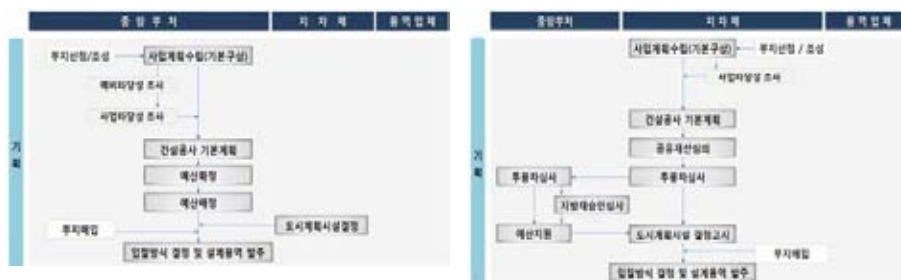 중앙부처
지자체
용역업체
기획
부지선정/조성
사업계획수립(기본구상)
예비타당성 조사
사업타당성 조사
건설공사 기본계획
예산확정
예산배정
부지매입
도시계획시설결정
입찰방식 결정 및 설계용역 발주
중앙부처
지자체
용역업체
기획
사업계획수립(기본구상)
부지선정 / 조성
사업타당성 조사
건설공사 기본계획
공유재산심의
투융자심사
투융자심사
지방재정심사
예산지원
도시계획시설 결정고시
부지매입
입찰방식 결정 및 설계용역 발주